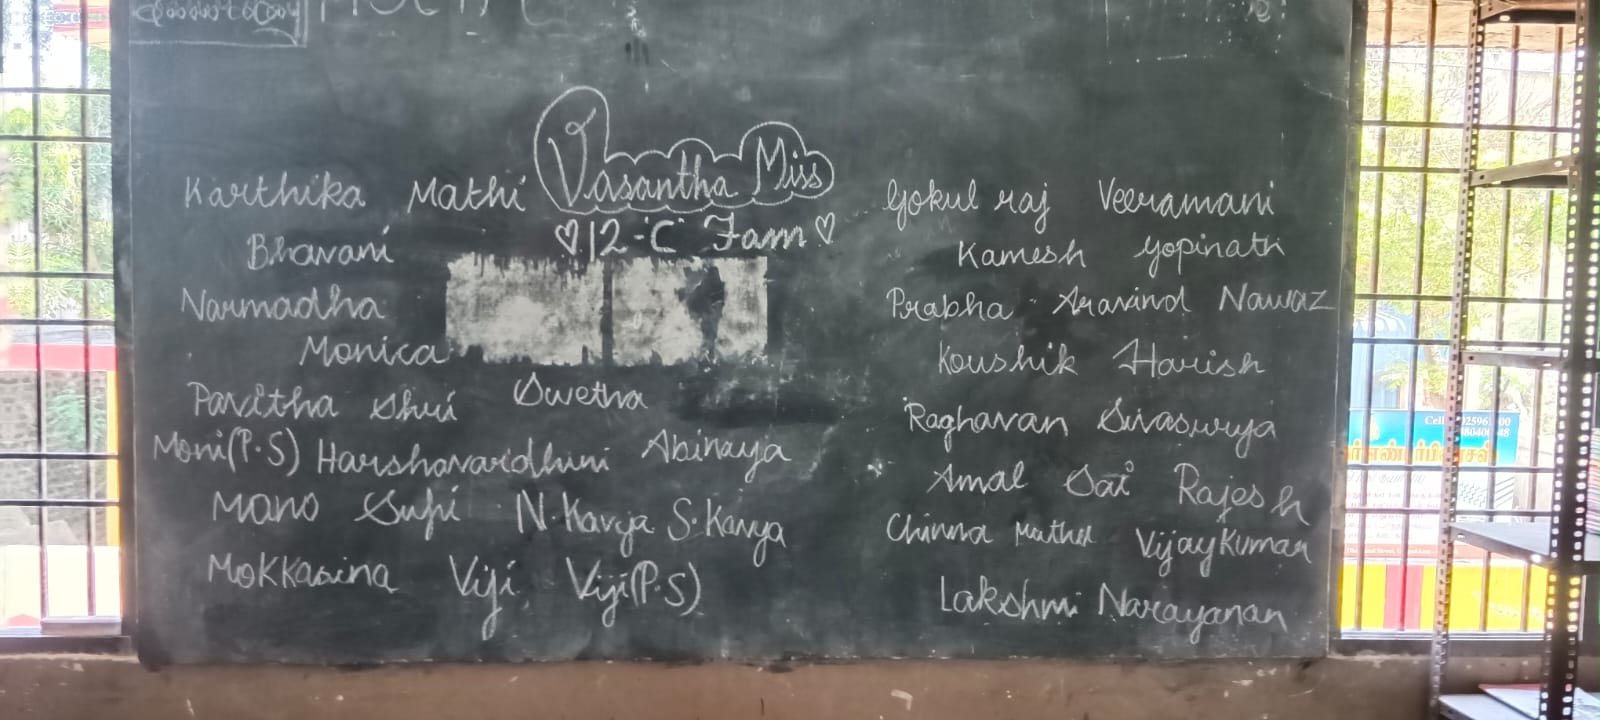 Vasantha Miss
♡12-C Fam♡
Karthika Mathi
Bhavani
Narmadha
Monica
Swetha
Pavitha Shri
Moni(P.S) Harshavardhini Abinaya
Mano Sufi N.Kavya S.Kavya
Mokkasina Viji Viji(P.S)
Gokul raj Veeramani
Kamesh Gopinath
Prabha Aravind Nawaz
Koushik Harish
Raghavan Sivasurya
Amal Sai Rajesh
Chinna Muthu VijayKumar
Lakshmi Narayanan